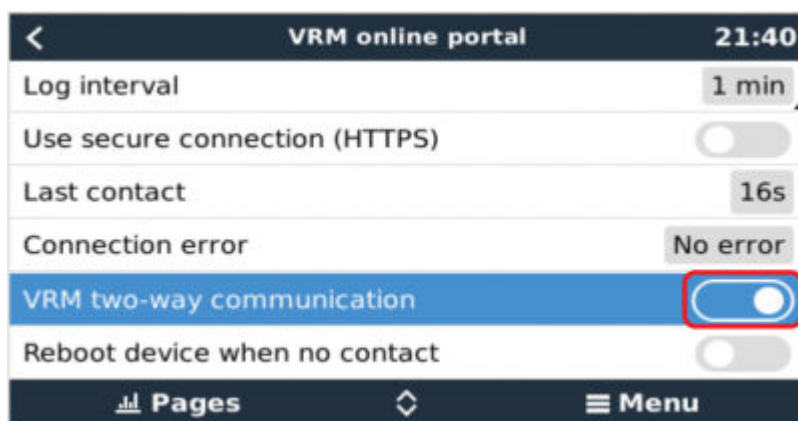 VRM online portal 21:40
Log interval 1 min
Use secure connection (HTTPS)
Last contact 16s
Connection error No error
VRM two-way communication
Reboot device when no contact
Pages Menu